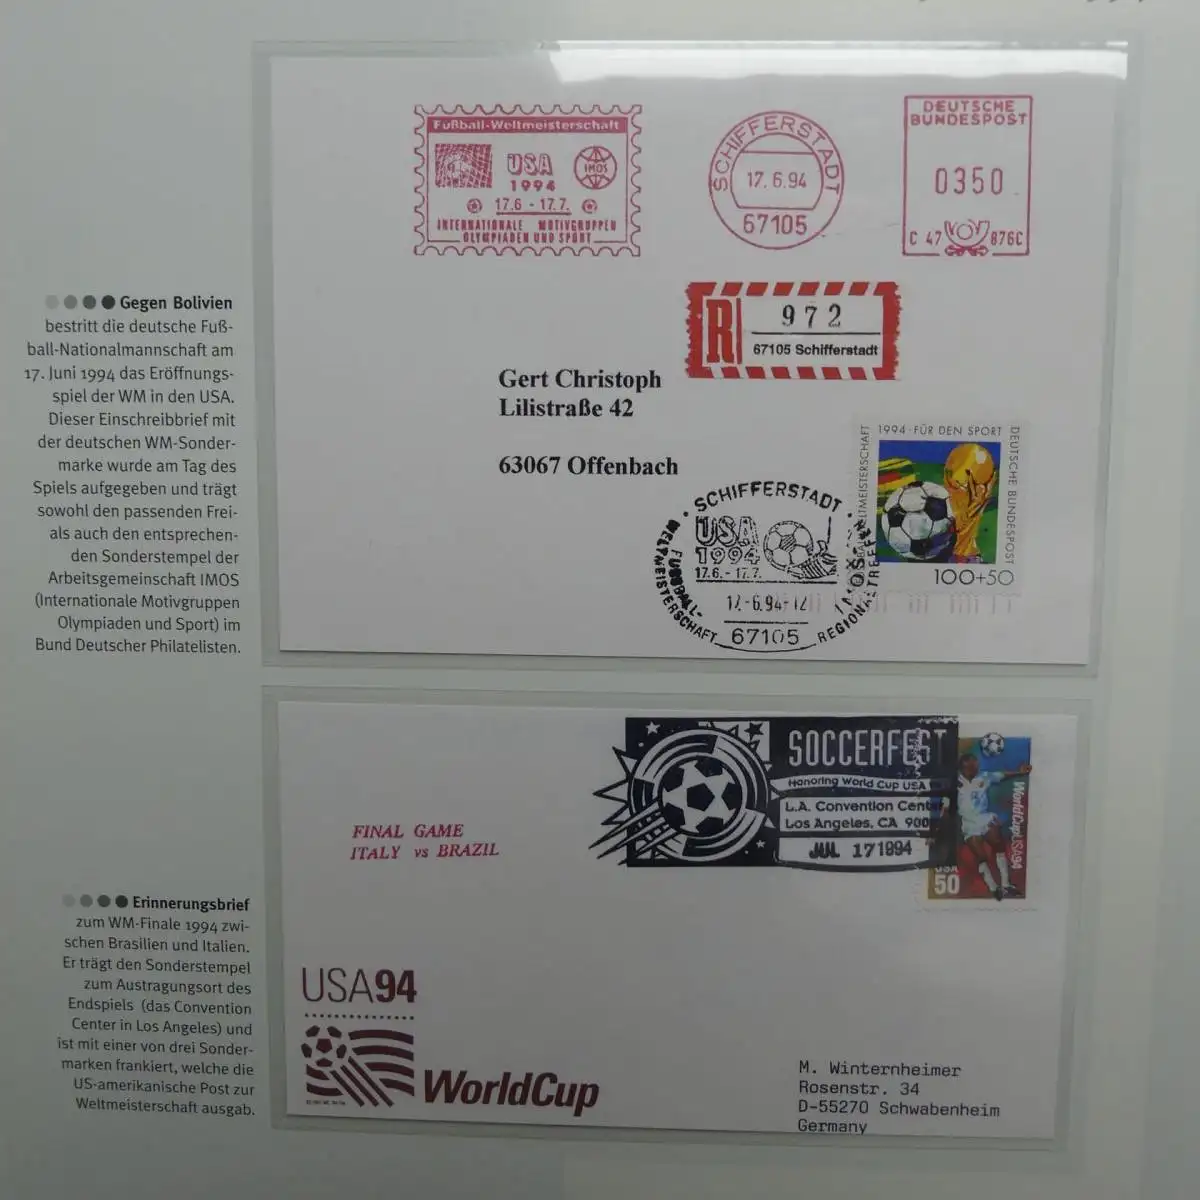 Gegen Bolivien
bestritt die deutsche Fuß-
ball-Nationalmannschaft am
17. Juni 1994 das Eröffnungs-
spiel der WM in den USA.
Dieser Einschreibbrief mit
der deutschen WM-Sonder-
marke wurde am Tag des
Spiels aufgegeben und trägt
sowohl den passenden Frei-
als auch den entsprechen-
den Sonderstempel der
Arbeitsgemeinschaft IMOS
(Internationale Motivgruppen
Olympiaden und Sport) im
Bund Deutscher Philatelisten.
Fußball-Weltmeisterschaft
USA
1994
IMOS
17.6 - 17.7.
INTERNATIONALE MOTIVGRUPPEN
OLYMPIADEN UND SPORT
SCHIFFERSTADT
17.6.94
67105
DEUTSCHE
BUNDESPOST
0350
C 47 876C
R
972
67105 Schifferstadt
Gert Christoph
Lilistraße 42
63067 Offenbach
1994 · FÜR DEN SPORT
DEUTSCHE BUNDESPOST
100+50
SCHIFFERSTADT
USA
1994
17.6. - 17.7.
FUSSBALL-
WELTMEISTERSCHAFT
17.-6.94-12
67105
REGIONALTREFFEN
Erinnerungsbrief
zum WM-Finale 1994 zwi-
schen Brasilien und Italien.
Er trägt den Sonderstempel
zum Austragungsort des
Endspiels (das Convention
Center in Los Angeles) und
ist mit einer von drei Sonder-
marken frankiert, welche die
US-amerikanische Post zur
Weltmeisterschaft ausgab.
FINAL GAME
ITALY vs BRAZIL
SOCCERFEST
Honoring World Cup USA
L.A. Convention Center
Los Angeles, CA 900
JUL 17 1994
WorldCupUSA94
USA
50
USA94
WorldCup
M. Winternheimer
Rosenstr. 34
D-55270 Schwabenheim
Germany